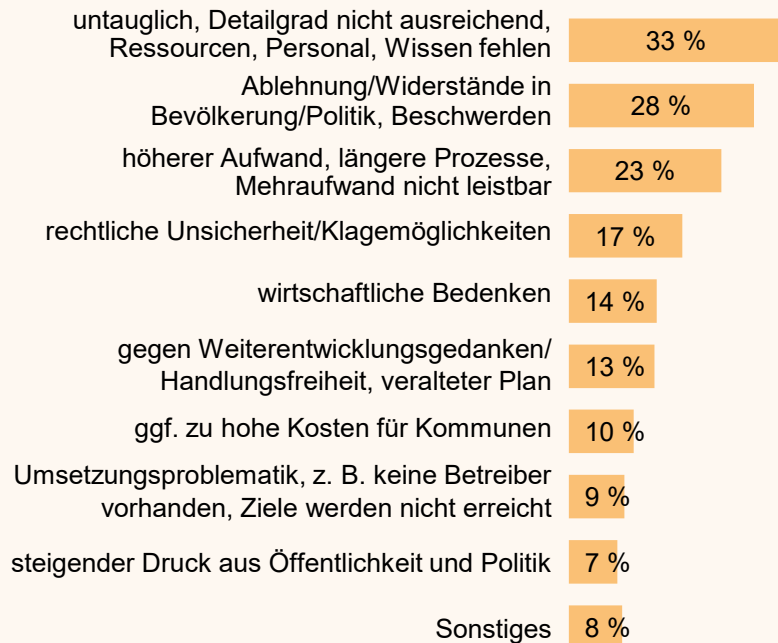 untauglich, Detailgrad nicht ausreichend,
Ressourcen, Personal, Wissen fehlen
33 %
Ablehnung/Widerstände in
Bevölkerung/Politik, Beschwerden
28 %
höherer Aufwand, längere Prozesse,
Mehraufwand nicht leistbar
23 %
rechtliche Unsicherheit/Klagemöglichkeiten
17 %
wirtschaftliche Bedenken
14 %
gegen Weiterentwicklungsgedanken/
Handlungsfreiheit, veralteter Plan
13 %
ggf. zu hohe Kosten für Kommunen
10 %
Umsetzungsproblematik, z. B. keine Betreiber
vorhanden, Ziele werden nicht erreicht
9 %
steigender Druck aus Öffentlichkeit und Politik
7 %
Sonstiges
8 %